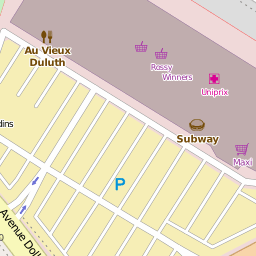 Au Vieux
Duluth
Rossy
Winners
Uniprix
Subway
Maxi
dins
P
Avenue Doll